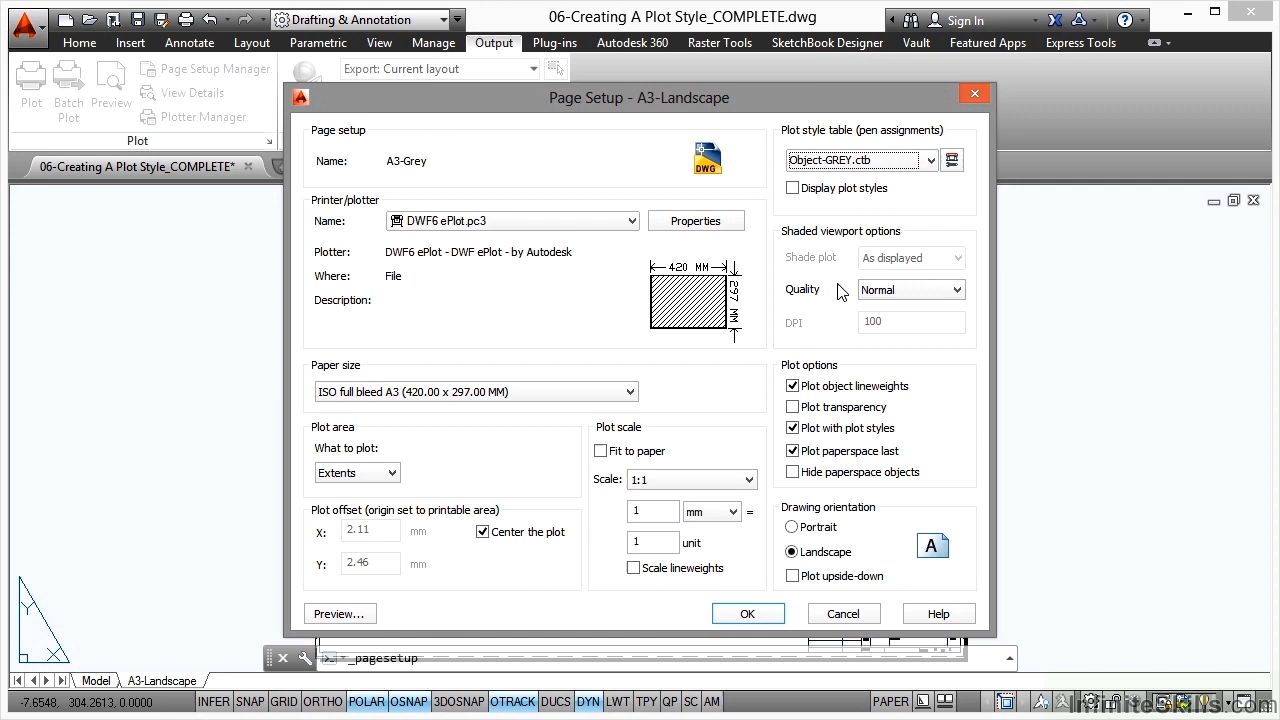 Drafting & Annotation
06-Creating A Plot Style_COMPLETE.dwg
Sign In
Home Insert Annotate Layout Parametric View Manage Output Plug-ins Autodesk 360 Raster Tools SketchBook Designer Vault Featured Apps Express Tools
Plot
Batch Plot
Preview
Page Setup Manager
View Details
Plotter Manager
Export: Current layout
Plot
06-Creating A Plot Style_COMPLETE*
Page Setup - A3-Landscape
Page setup
Name: A3-Grey
DWG
Printer/plotter
Name: DWF6 ePlot.pc3 Properties
Plotter: DWF6 ePlot - DWF ePlot - by Autodesk
Where: File
Description:
420 MM
297 MM
Paper size
ISO full bleed A3 (420.00 x 297.00 MM)
Plot area
What to plot:
Extents
Plot offset (origin set to printable area)
X: 2.11 mm Center the plot
Y: 2.46 mm
Plot scale
Fit to paper
Scale: 1:1
1 mm =
1 unit
Scale lineweights
Plot style table (pen assignments)
Object-GREY.ctb
Display plot styles
Shaded viewport options
Shade plot As displayed
Quality Normal
DPI 100
Plot options
Plot object lineweights
Plot transparency
Plot with plot styles
Plot paperspace last
Hide paperspace objects
Drawing orientation
Portrait
Landscape
A
Plot upside-down
Preview... OK Cancel Help
Y
X
_pagesetup
Model A3-Landscape
-7.6548, 304.2613, 0.0000 INFER SNAP GRID ORTHO POLAR OSNAP 3DOSNAP OTRACK DUCS DYN LWT TPY QP SC AM PAPER
InfiniteSkills.com